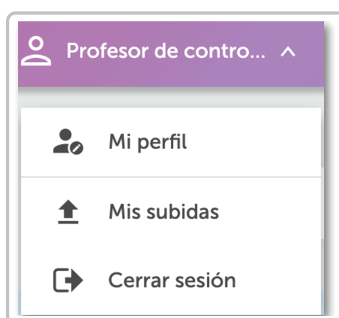 Profesor de contro...
Mi perfil
Mis subidas
Cerrar sesión